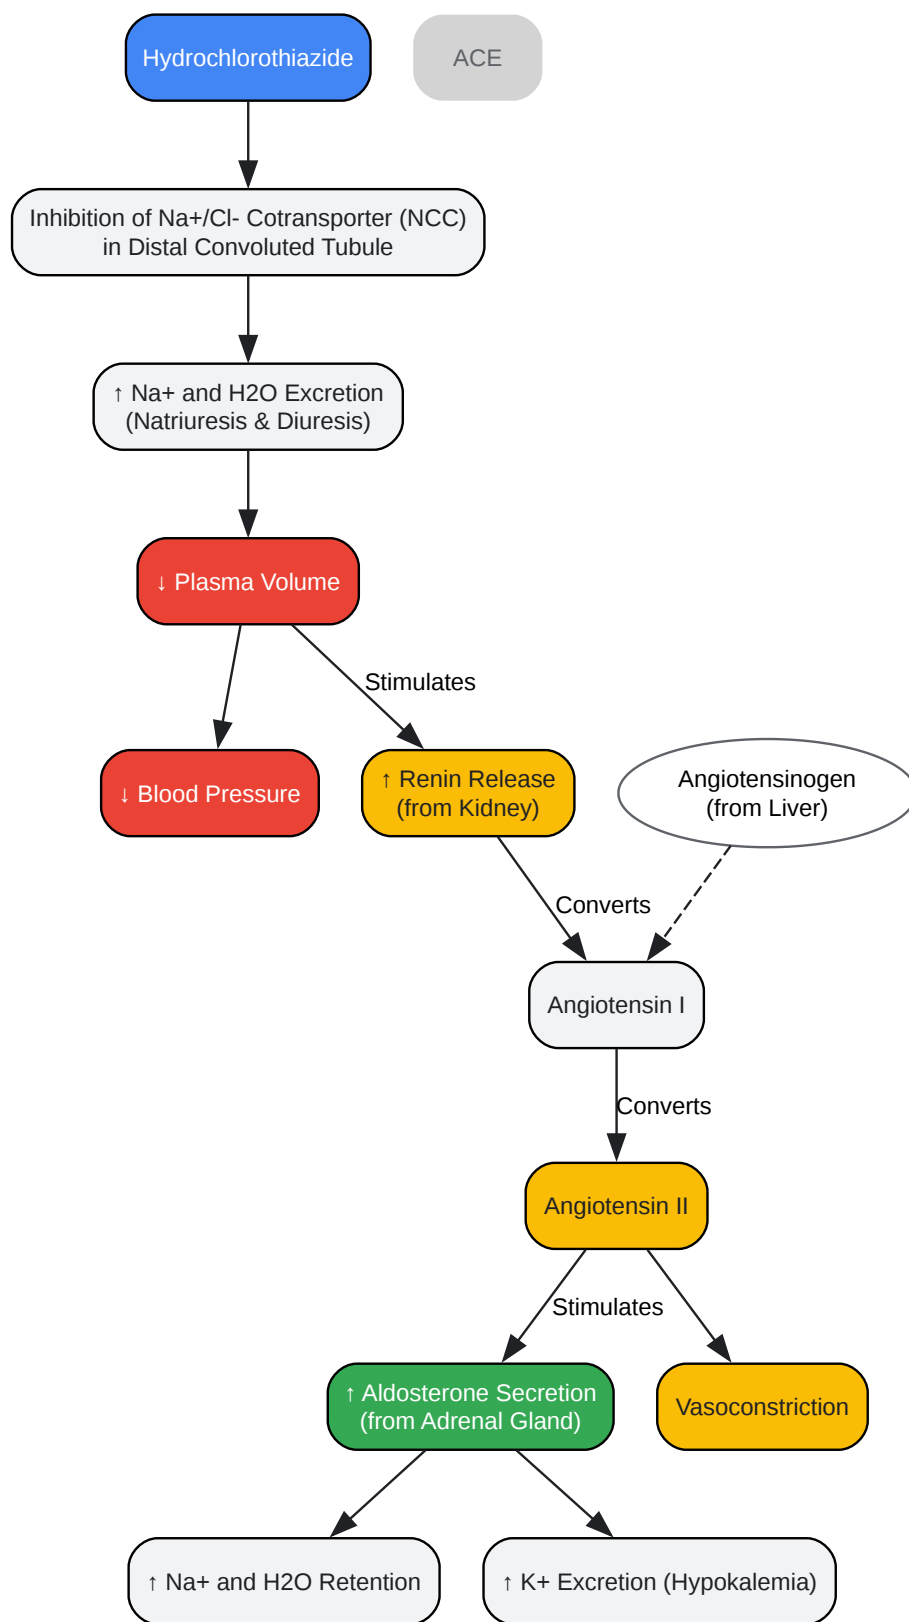 Hydrochlorothiazide
ACE
Inhibition of Na+/Cl- Cotransporter (NCC)
in Distal Convoluted Tubule
↑ Na+ and H2O Excretion
(Natriuresis & Diuresis)
↓ Plasma Volume
Stimulates
↓ Blood Pressure
↑ Renin Release
(from Kidney)
Angiotensinogen
(from Liver)
Converts
Angiotensin I
Converts
Angiotensin II
Stimulates
↑ Aldosterone Secretion
(from Adrenal Gland)
Vasoconstriction
↑ Na+ and H2O Retention
↑ K+ Excretion (Hypokalemia)